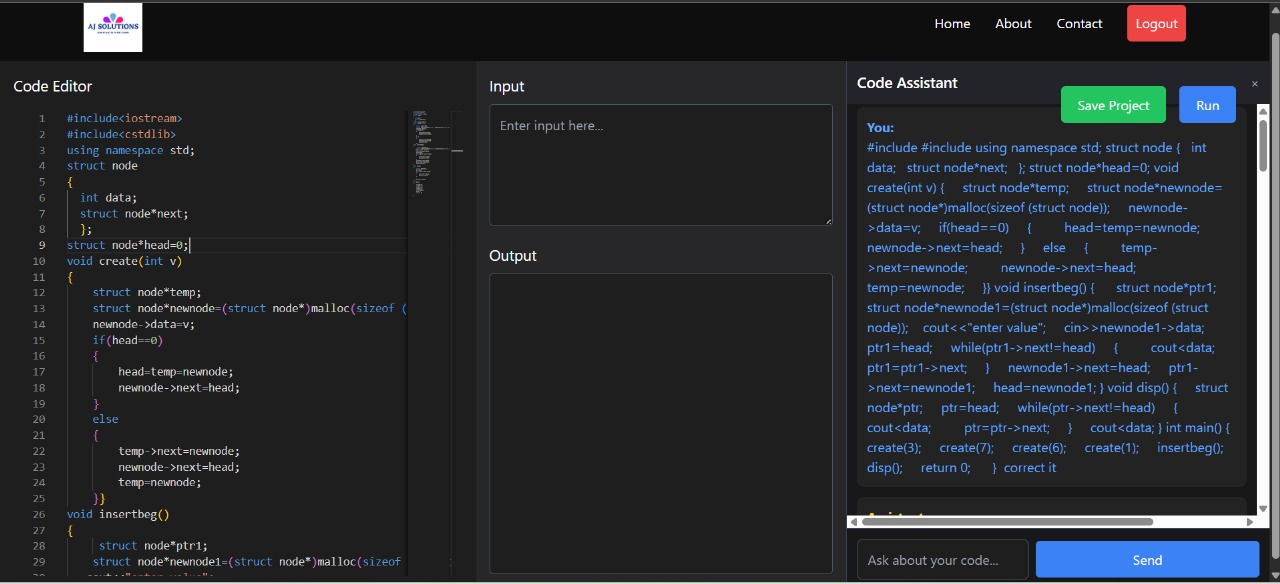 AJ SOLUTIONS
Home About Contact Logout
Code Editor
1 #include<iostream>
2 #include<cstdlib>
3 using namespace std;
4 struct node
5 {
6 int data;
7 struct node*next;
8 };
9 struct node*head=0;
10 void create(int v)
11 {
12 struct node*temp;
13 struct node*newnode=(struct node*)malloc(sizeof (
14 newnode->data=v;
15 if(head==0)
16 {
17 head=temp=newnode;
18 newnode->next=head;
19 }
20 else
21 {
22 temp->next=newnode;
23 newnode->next=head;
24 temp=newnode;
25 }}
26 void insertbeg()
27 {
28 struct node*ptr1;
29 struct node*newnode1=(struct node*)malloc(sizeof
Input
Enter input here...
Output
Code Assistant ×
Save Project Run
You:
#include #include using namespace std; struct node { int
data; struct node*next; }; struct node*head=0; void
create(int v) { struct node*temp; struct node*newnode=
(struct node*)malloc(sizeof (struct node)); newnode-
>data=v; if(head==0) { head=temp=newnode;
newnode->next=head; } else { temp-
>next=newnode; newnode->next=head;
temp=newnode; }} void insertbeg() { struct node*ptr1;
struct node*newnode1=(struct node*)malloc(sizeof (struct
node)); cout<<"enter value"; cin>>newnode1->data;
ptr1=head; while(ptr1->next!=head) { cout<data;
ptr1=ptr1->next; } newnode1->next=head; ptr1-
>next=newnode1; head=newnode1; } void disp() { struct
node*ptr; ptr=head; while(ptr->next!=head) {
cout<data; ptr=ptr->next; } cout<data; } int main() {
create(3); create(7); create(6); create(1); insertbeg();
disp(); return 0; } correct it
Ask about your code...
Send